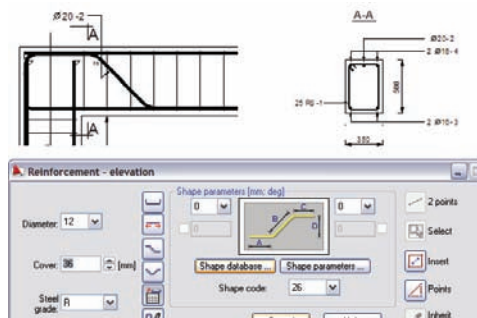 Ø20-2
A
A
A-A
Ø20-2
2 Ø16-4
25 R8-1
2 Ø16-3
350
Reinforcement - elevation
Shape parameters [mm; deg]
Diameter: 12
0
0
2 points
B
C
D
A
Select
Cover: 36 [mm]
Shape database ...
Shape parameters ...
Insert
Steel grade: R
Shape code: 26
Points
Inherit